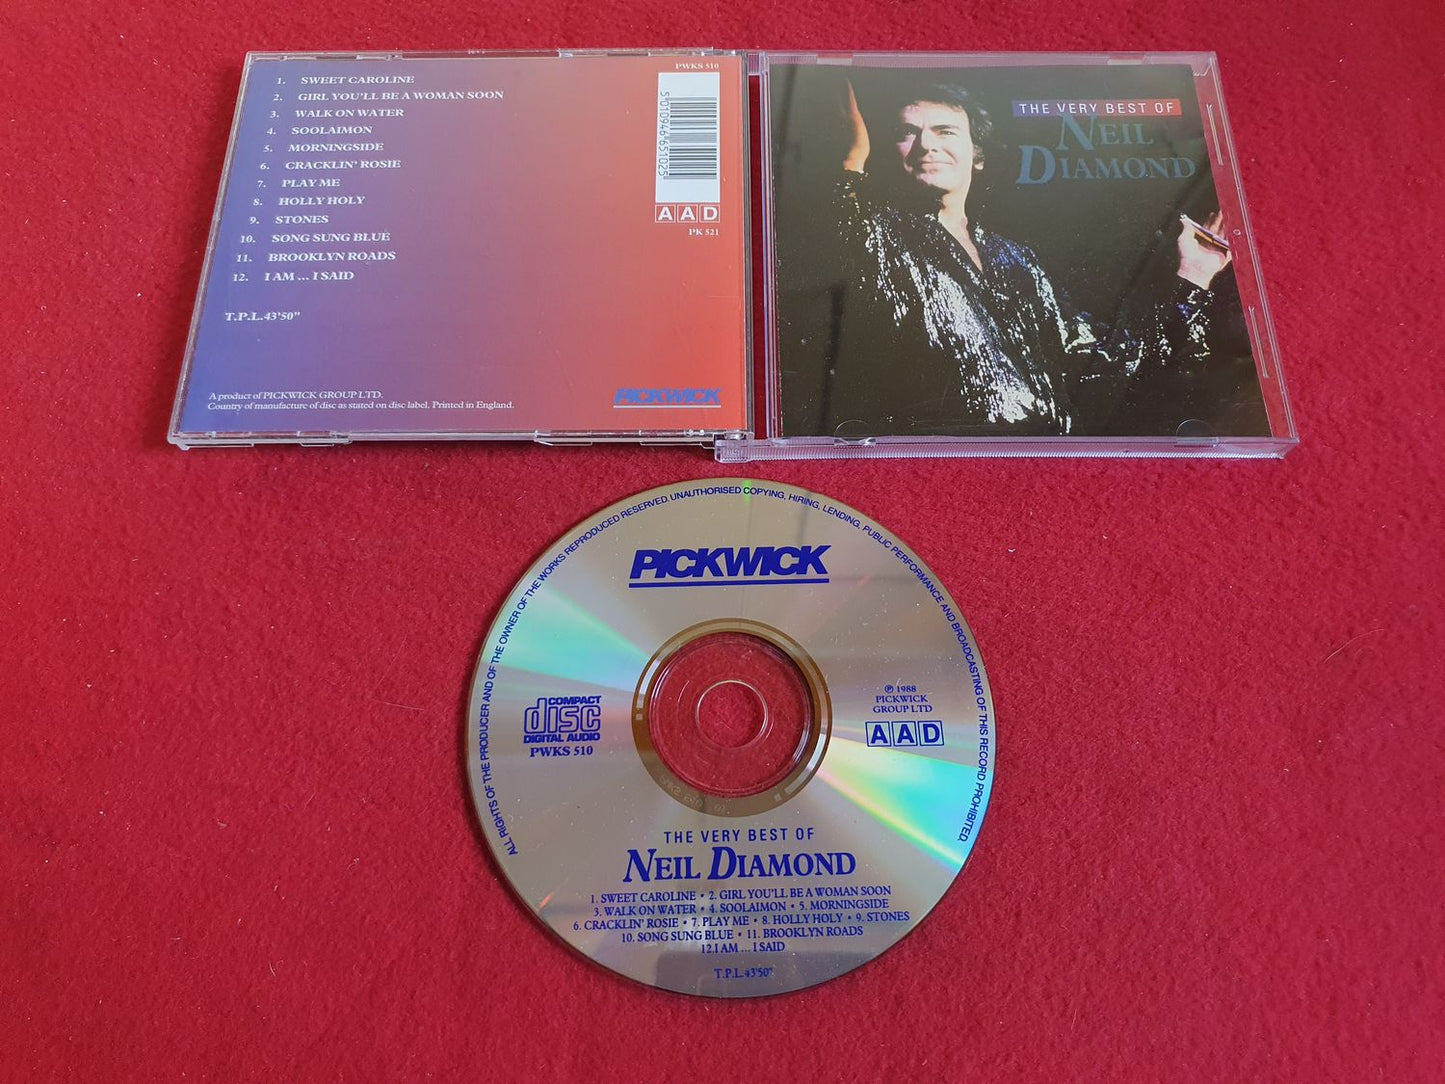 1. SWEET CAROLINE
2. GIRL YOU'LL BE A WOMAN SOON
3. WALK ON WATER
4. SOOLAIMON
5. MORNINGSIDE
6. CRACKLIN' ROSIE
7. PLAY ME
8. HOLLY HOLY
9. STONES
10. SONG SUNG BLUE
11. BROOKLYN ROADS
12. I AM ... I SAID
T.P.L.43'50"
A product of PICKWICK GROUP LTD.
Country of manufacture of disc as stated on disc label. Printed in England.
PWKS 510
5010946651025
AAD
PK 521
PICKWICK
THE VERY BEST OF
NEIL
DIAMOND
ALL RIGHTS OF THE PRODUCER AND OF THE OWNER OF THE WORKS REPRODUCED RESERVED. UNAUTHORISED COPYING, HIRING, LENDING, PUBLIC PERFORMANCE AND BROADCASTING OF THIS RECORD PROHIBITED.
PICKWICK
COMPACT
disc
DIGITAL AUDIO
PWKS 510
℗ 1988
PICKWICK
GROUP LTD
AAD
THE VERY BEST OF
NEIL DIAMOND
1. SWEET CAROLINE • 2. GIRL YOU'LL BE A WOMAN SOON
3. WALK ON WATER • 4. SOOLAIMON • 5. MORNINGSIDE
6. CRACKLIN' ROSIE • 7. PLAY ME • 8. HOLLY HOLY • 9. STONES
10. SONG SUNG BLUE • 11. BROOKLYN ROADS
12.I AM ... I SAID
T.P.L.43'50"